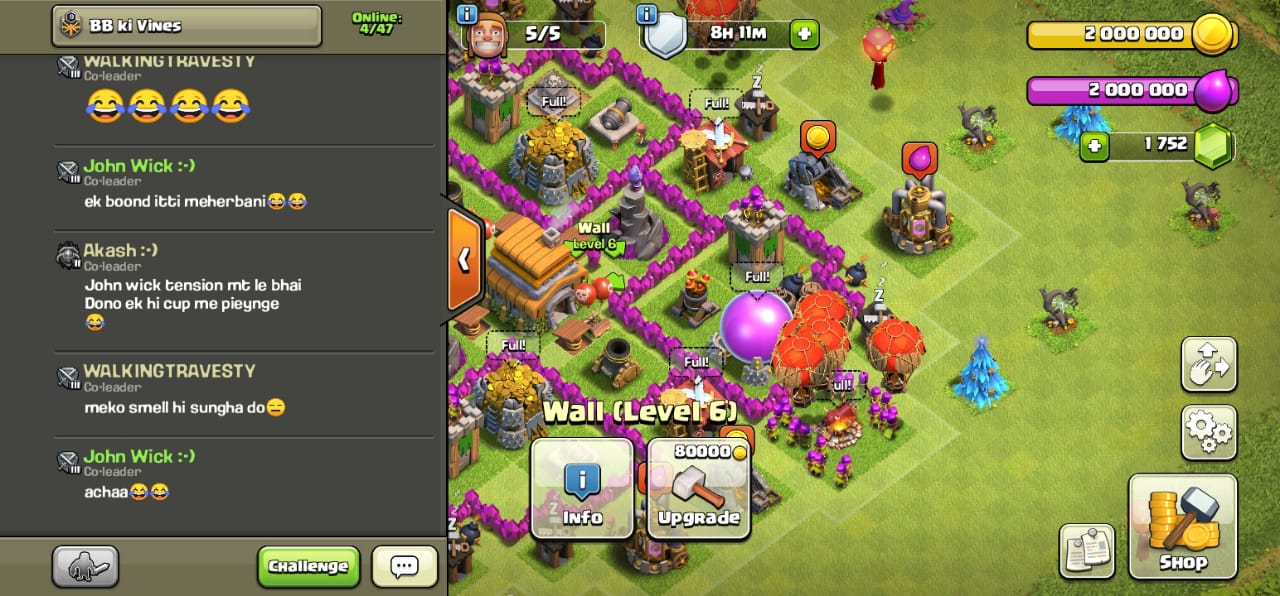 BB ki Vines
Online:
4/47
WALKINGTRAVESTY
Co-leader
😂😂😂😂
John Wick :-)
Co-leader
ek boond itti meherbani😂😂
Akash :-)
Co-leader
John wick tension mt le bhai
Dono ek hi cup me pieynge
😂
WALKINGTRAVESTY
Co-leader
meko smell hi sungha do😑
John Wick :-)
Co-leader
achaa😂😂
Challenge
5/5
8H 11M
2 000 000
2 000 000
1 752
Full!
Full!
Wall
Level 6
Full!
Full!
Full!
ull!
Z
Z
Z
Z
Wall (Level 6)
Info
80000
Upgrade
Shop